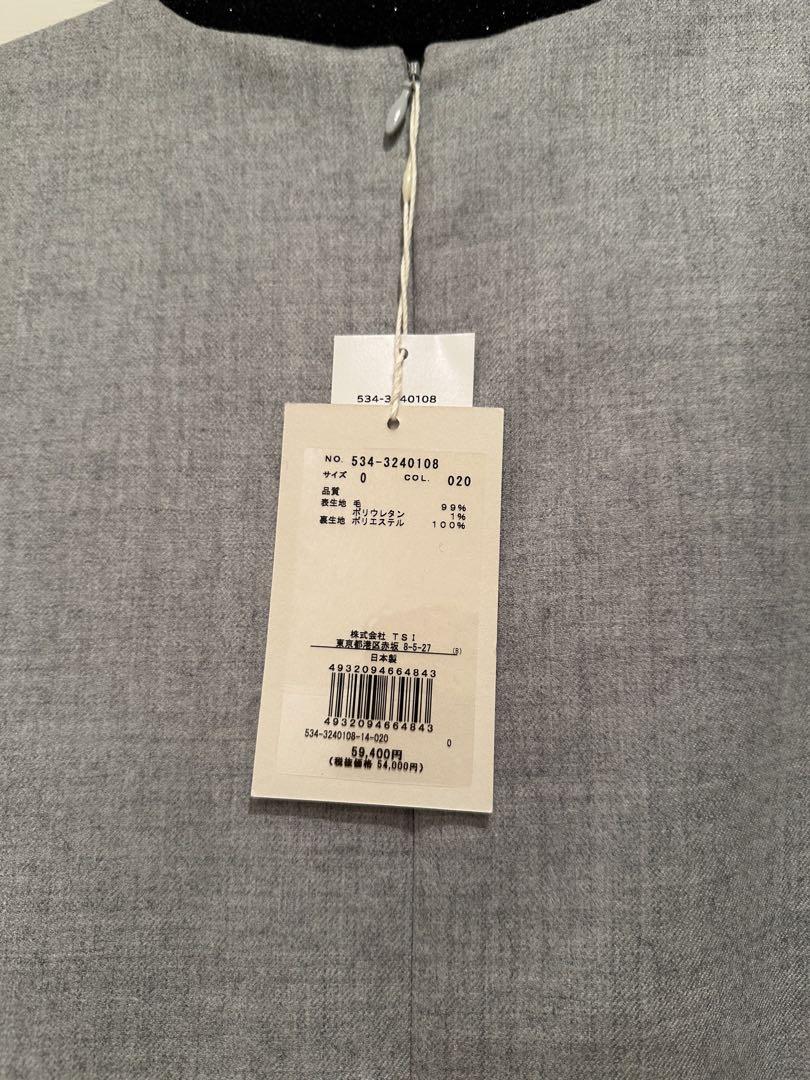 534-3240108
NO. 534-3240108
サイズ 0 COL. 020
品質
表生地 毛 99%
ポリウレタン 1%
裏生地 ポリエステル 100%
株式会社 TSI
東京都港区赤坂 8-5-27 (B)
日本製
4932094664843
4932094664843
534-3240108-14-020 0
59,400円
(税抜価格 54,000円)